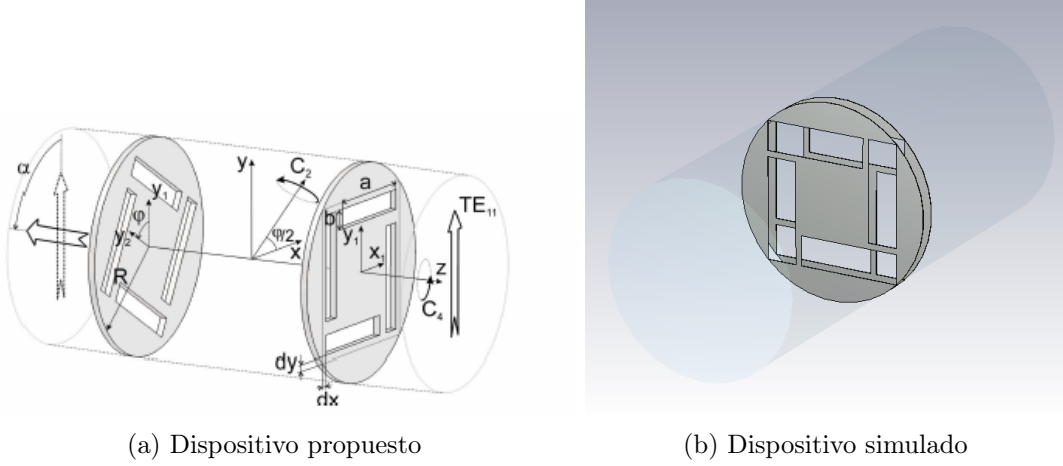 α
y
C₂
a
TE₁₁
φ
y₁
b
y₁
φ/2
x
y₂
x₁
z
R
C₄
dy
dx
(a) Dispositivo propuesto
(b) Dispositivo simulado